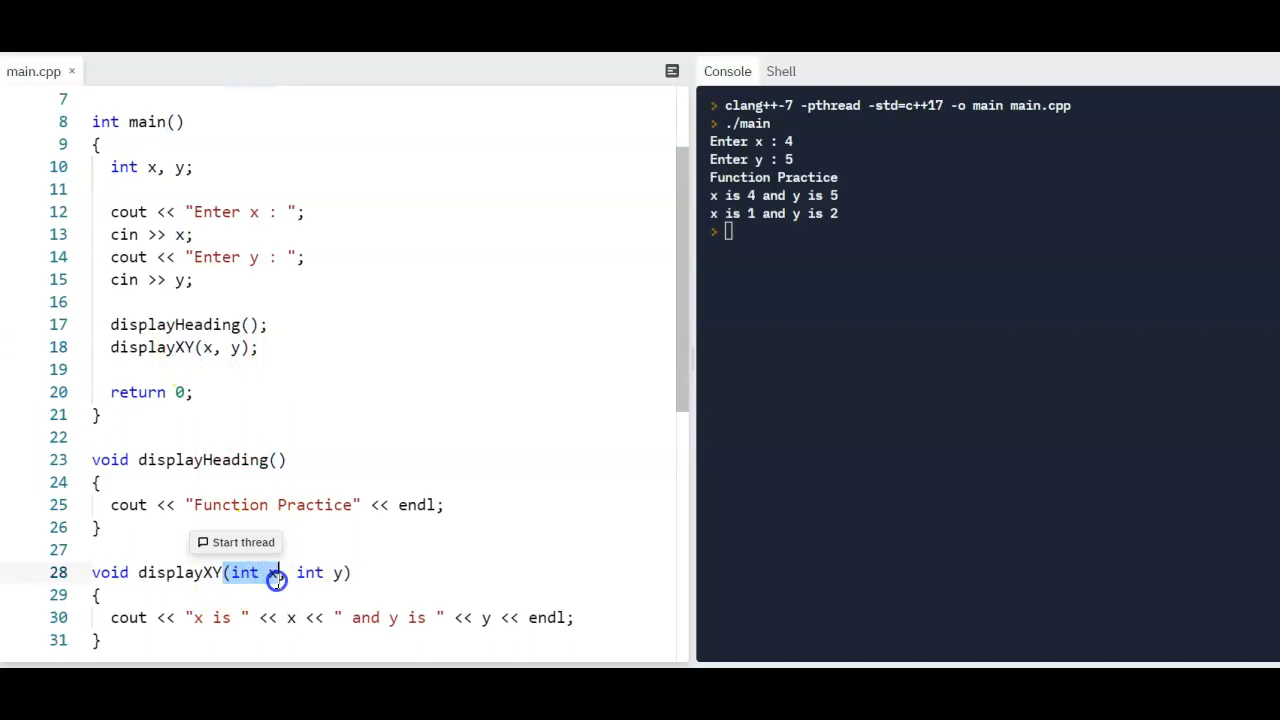 main.cpp ×
7
8 int main()
9 {
10 int x, y;
11
12 cout << "Enter x : ";
13 cin >> x;
14 cout << "Enter y : ";
15 cin >> y;
16
17 displayHeading();
18 displayXY(x, y);
19
20 return 0;
21 }
22
23 void displayHeading()
24 {
25 cout << "Function Practice" << endl;
26 }
27
Start thread
28 void displayXY(int x, int y)
29 {
30 cout << "x is " << x << " and y is " << y << endl;
31 }
Console Shell
> clang++-7 -pthread -std=c++17 -o main main.cpp
> ./main
Enter x : 4
Enter y : 5
Function Practice
x is 4 and y is 5
x is 1 and y is 2
>